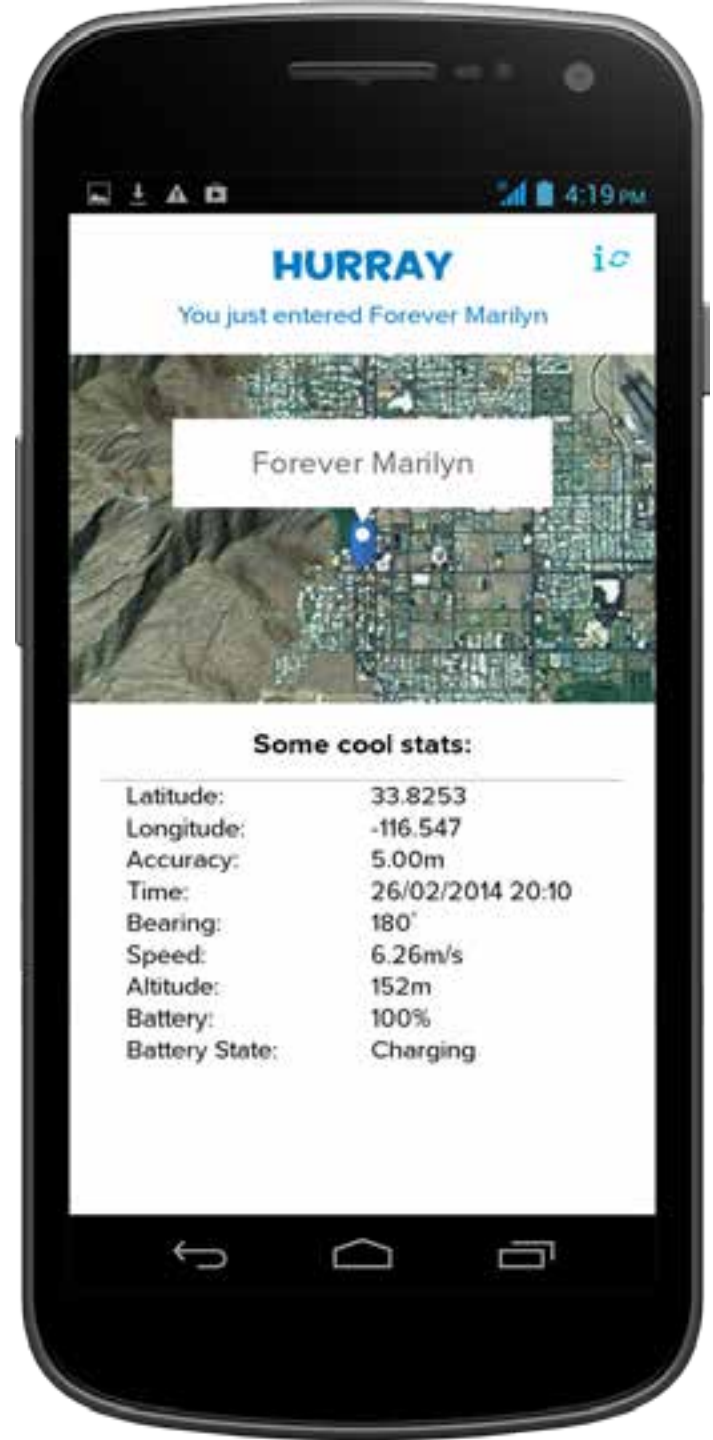 4:19 PM
HURRAY
i
You just entered Forever Marilyn
Forever Marilyn
Some cool stats:
Latitude: 33.8253
Longitude: -116.547
Accuracy: 5.00m
Time: 26/02/2014 20:10
Bearing: 180°
Speed: 6.26m/s
Altitude: 152m
Battery: 100%
Battery State: Charging